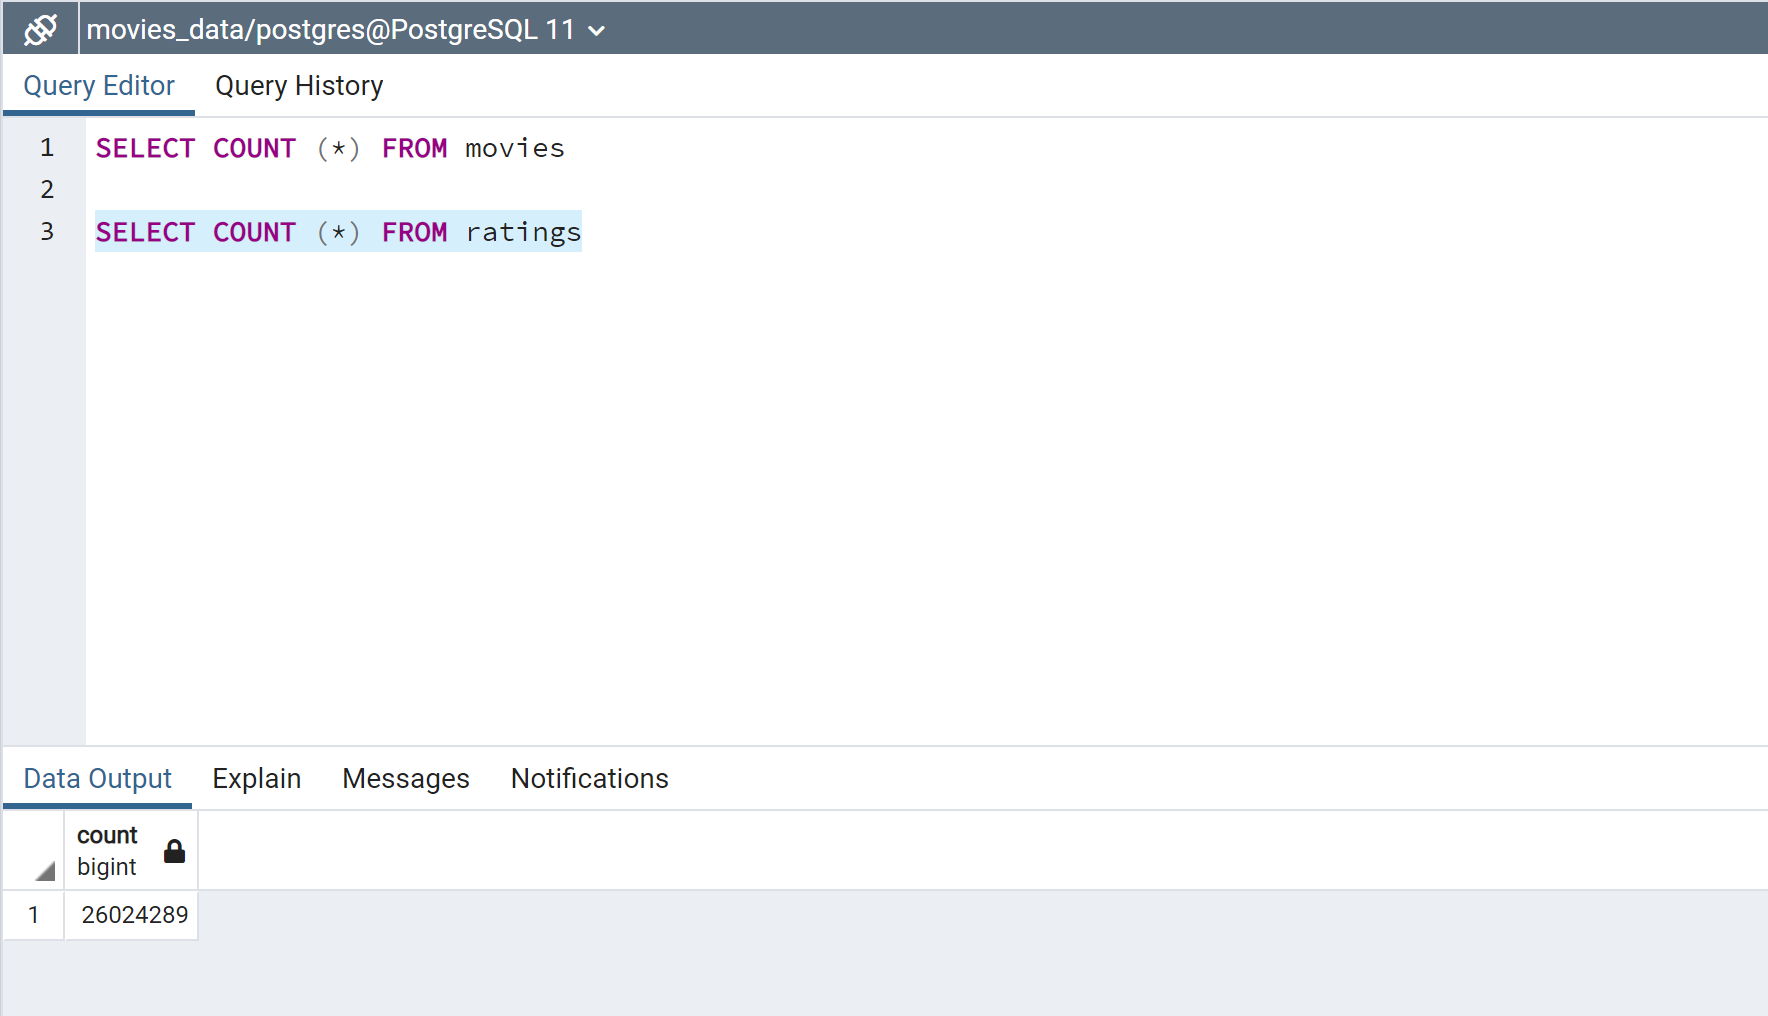 movies_data/postgres@PostgreSQL 11
Query Editor Query History
1 SELECT COUNT (*) FROM movies
2
3 SELECT COUNT (*) FROM ratings
Data Output Explain Messages Notifications
count
bigint
1 26024289